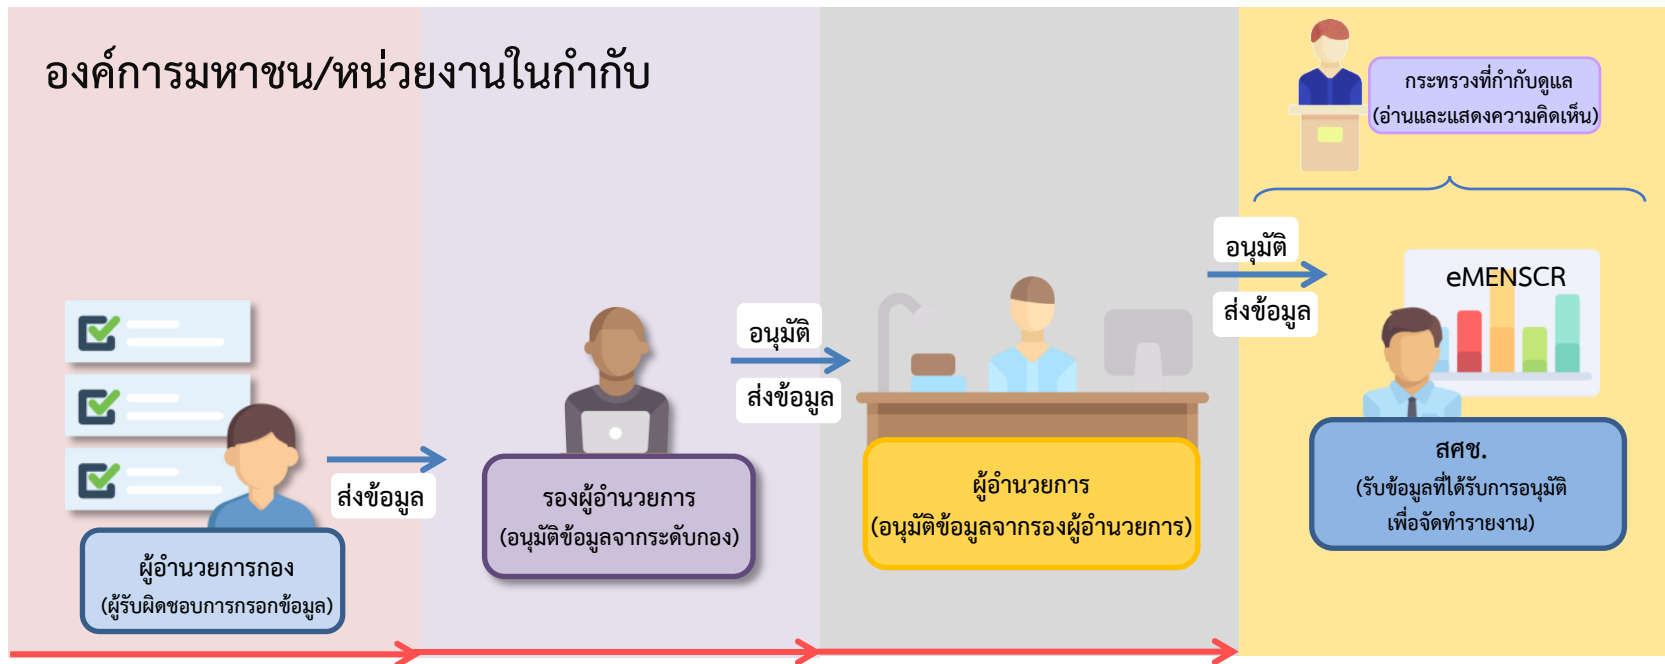 องค์การมหาชน/หน่วยงานในกำกับ
กระทรวงที่กำกับดูแล
(อ่านและแสดงความคิดเห็น)
ผู้อำนวยการกอง
(ผู้รับผิดชอบการกรอกข้อมูล)
ส่งข้อมูล
รองผู้อำนวยการ
(อนุมัติข้อมูลจากระดับกอง)
อนุมัติ
ส่งข้อมูล
ผู้อำนวยการ
(อนุมัติข้อมูลจากรองผู้อำนวยการ)
อนุมัติ
ส่งข้อมูล
eMENSCR
สศช.
(รับข้อมูลที่ได้รับการอนุมัติ
เพื่อจัดทำรายงาน)